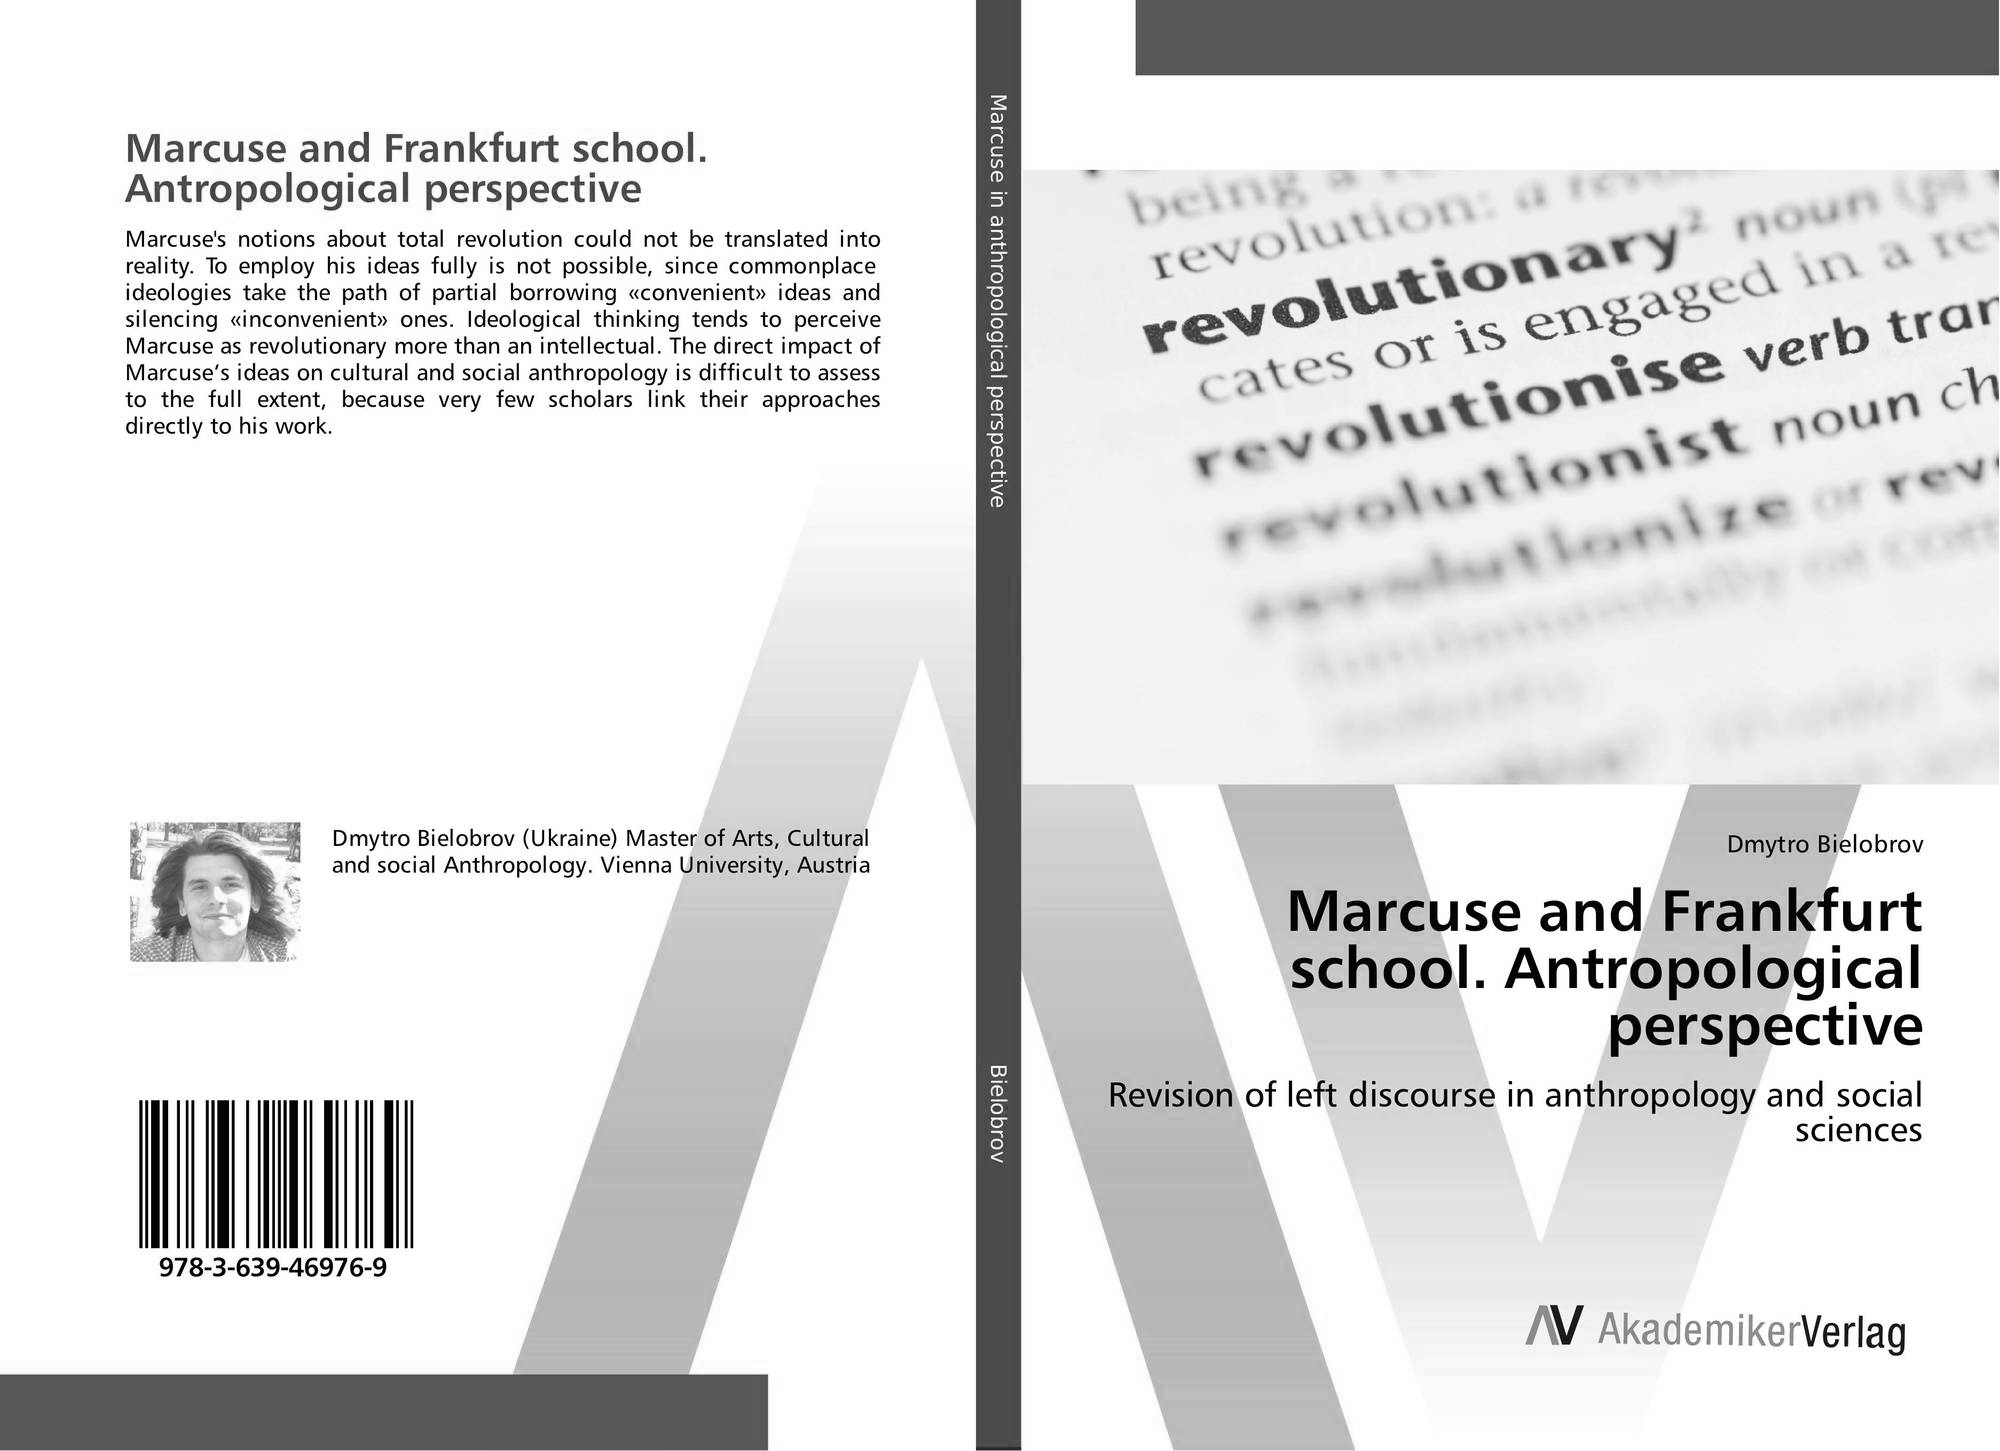 Marcuse and Frankfurt school.
Antropological perspective
Marcuse's notions about total revolution could not be translated into
reality. To employ his ideas fully is not possible, since commonplace
ideologies take the path of partial borrowing «convenient» ideas and
silencing «inconvenient» ones. Ideological thinking tends to perceive
Marcuse as revolutionary more than an intellectual. The direct impact of
Marcuse‘s ideas on cultural and social anthropology is difficult to assess
to the full extent, because very few scholars link their approaches
directly to his work.
Dmytro Bielobrov (Ukraine) Master of Arts, Cultural
and social Anthropology. Vienna University, Austria
978-3-639-46976-9
Marcuse in anthropological perspective
Bielobrov
being a
revolution: a
revolutionary² noun (pl
cates or is engaged in a
revolutionise verb
revolutionist noun
revolutionize or
Dmytro Bielobrov
Marcuse and Frankfurt
school. Antropological
perspective
Revision of left discourse in anthropology and social
sciences
AV AkademikerVerlag